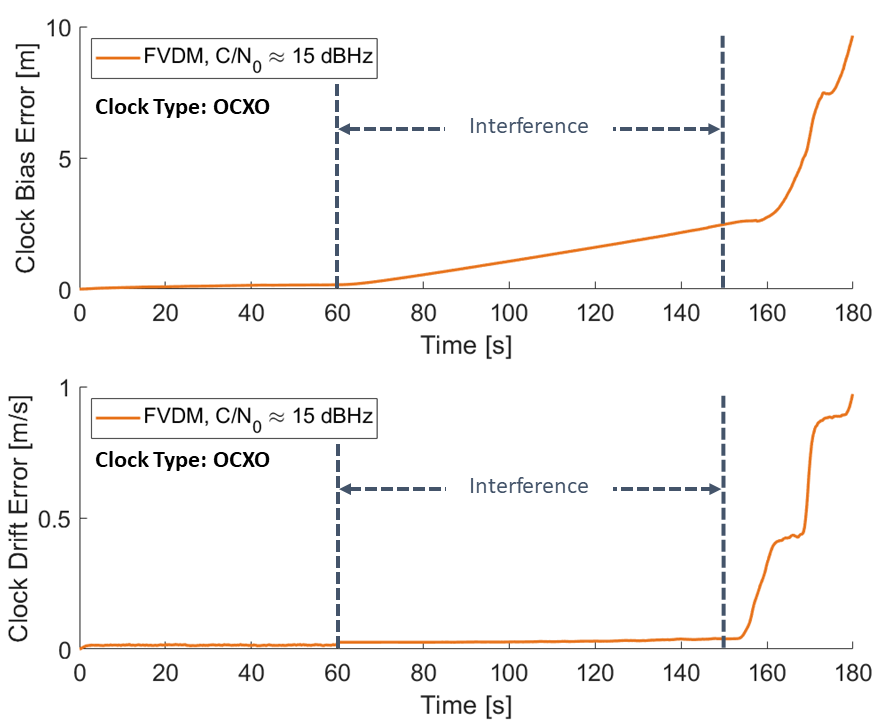 10
FVDM, C/N0 ≈ 15 dBHz
Clock Type: OCXO
Interference
Clock Bias Error [m]
5
0
0 20 40 60 80 100 120 140 160 180
Time [s]
1
FVDM, C/N0 ≈ 15 dBHz
Clock Type: OCXO
Interference
Clock Drift Error [m/s]
0.5
0
0 20 40 60 80 100 120 140 160 180
Time [s]